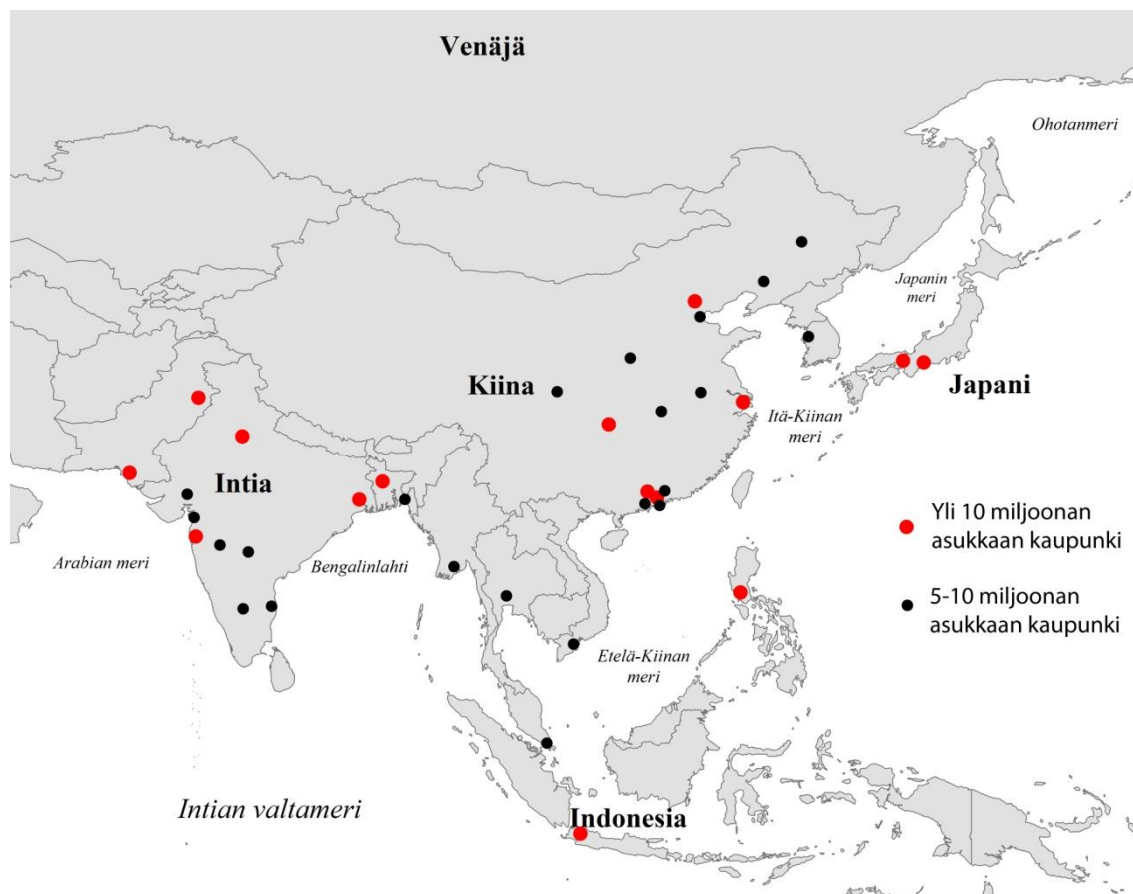 Venäjä
Ohotanmeri
Japanin
meri
Kiina
Japani
Itä-Kiinan
meri
Intia
Yli 10 miljoonan
asukkaan kaupunki
Arabian meri
Bengalinlahti
5-10 miljoonan
asukkaan kaupunki
Etelä-Kiinan
meri
Intian valtameri
Indonesia